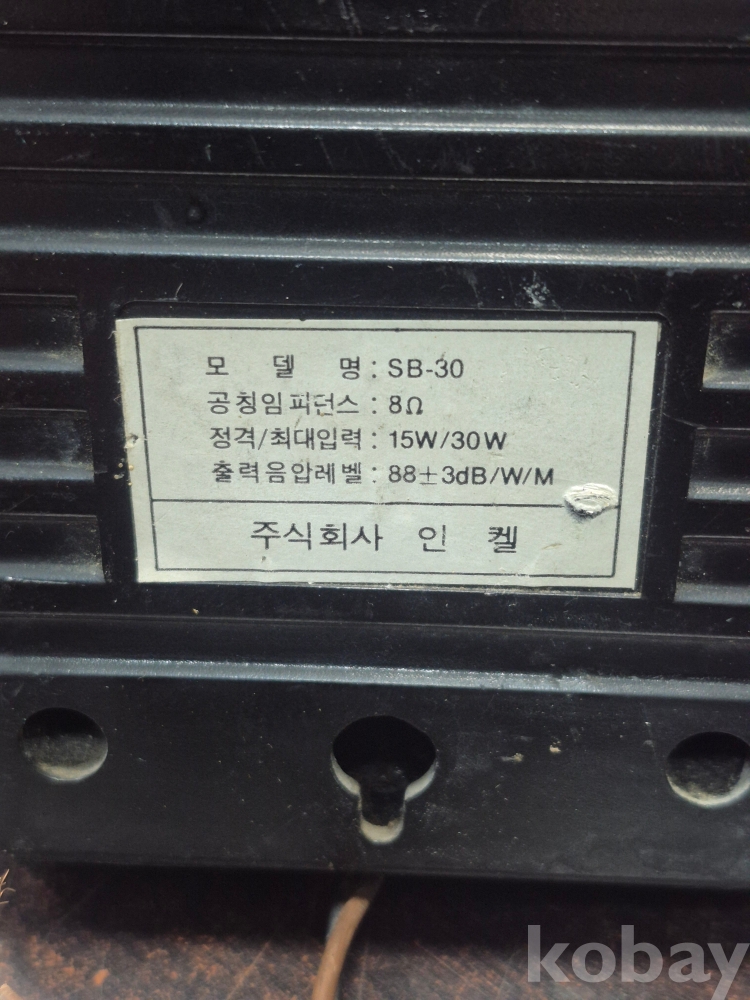 모 델 명 : SB-30
공칭임피던스 : 8Ω
정격/최대입력 : 15W/30W
출력음압레벨 : 88±3dB/W/M
주식회사 인 켈
kobay